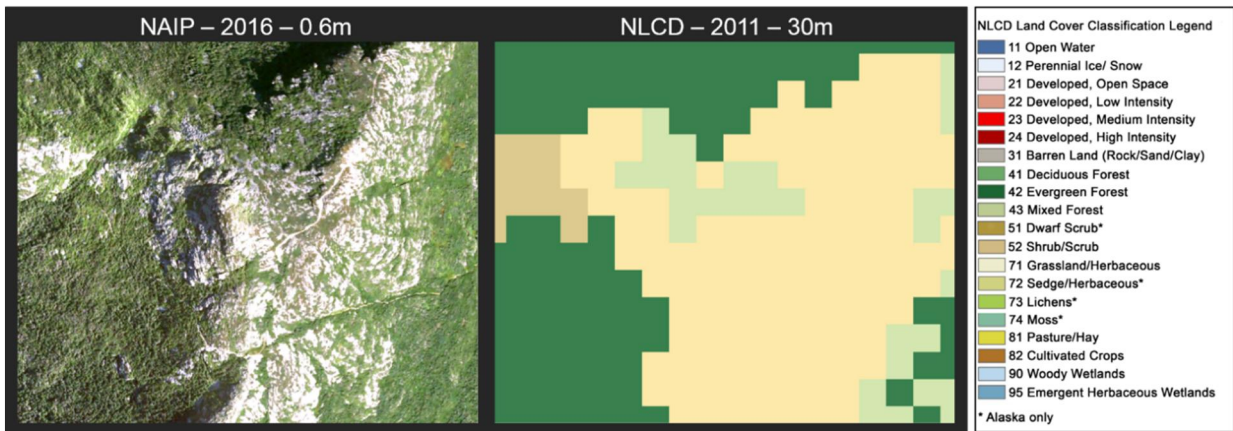 NAIP – 2016 – 0.6m
NLCD – 2011 – 30m
NLCD Land Cover Classification Legend
11 Open Water
12 Perennial Ice/ Snow
21 Developed, Open Space
22 Developed, Low Intensity
23 Developed, Medium Intensity
24 Developed, High Intensity
31 Barren Land (Rock/Sand/Clay)
41 Deciduous Forest
42 Evergreen Forest
43 Mixed Forest
51 Dwarf Scrub*
52 Shrub/Scrub
71 Grassland/Herbaceous
72 Sedge/Herbaceous*
73 Lichens*
74 Moss*
81 Pasture/Hay
82 Cultivated Crops
90 Woody Wetlands
95 Emergent Herbaceous Wetlands
* Alaska only